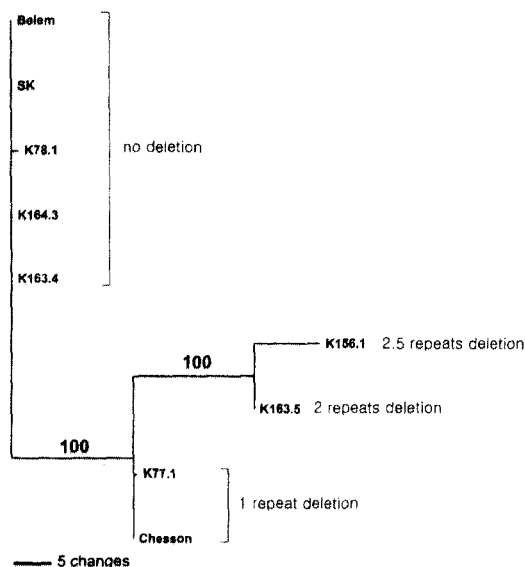 Belem
SK
K78.1
no deletion
K164.3
K163.4
K156.1 2.5 repeats deletion
100
K163.5 2 repeats deletion
100
K77.1
1 repeat deletion
Chesson
5 changes